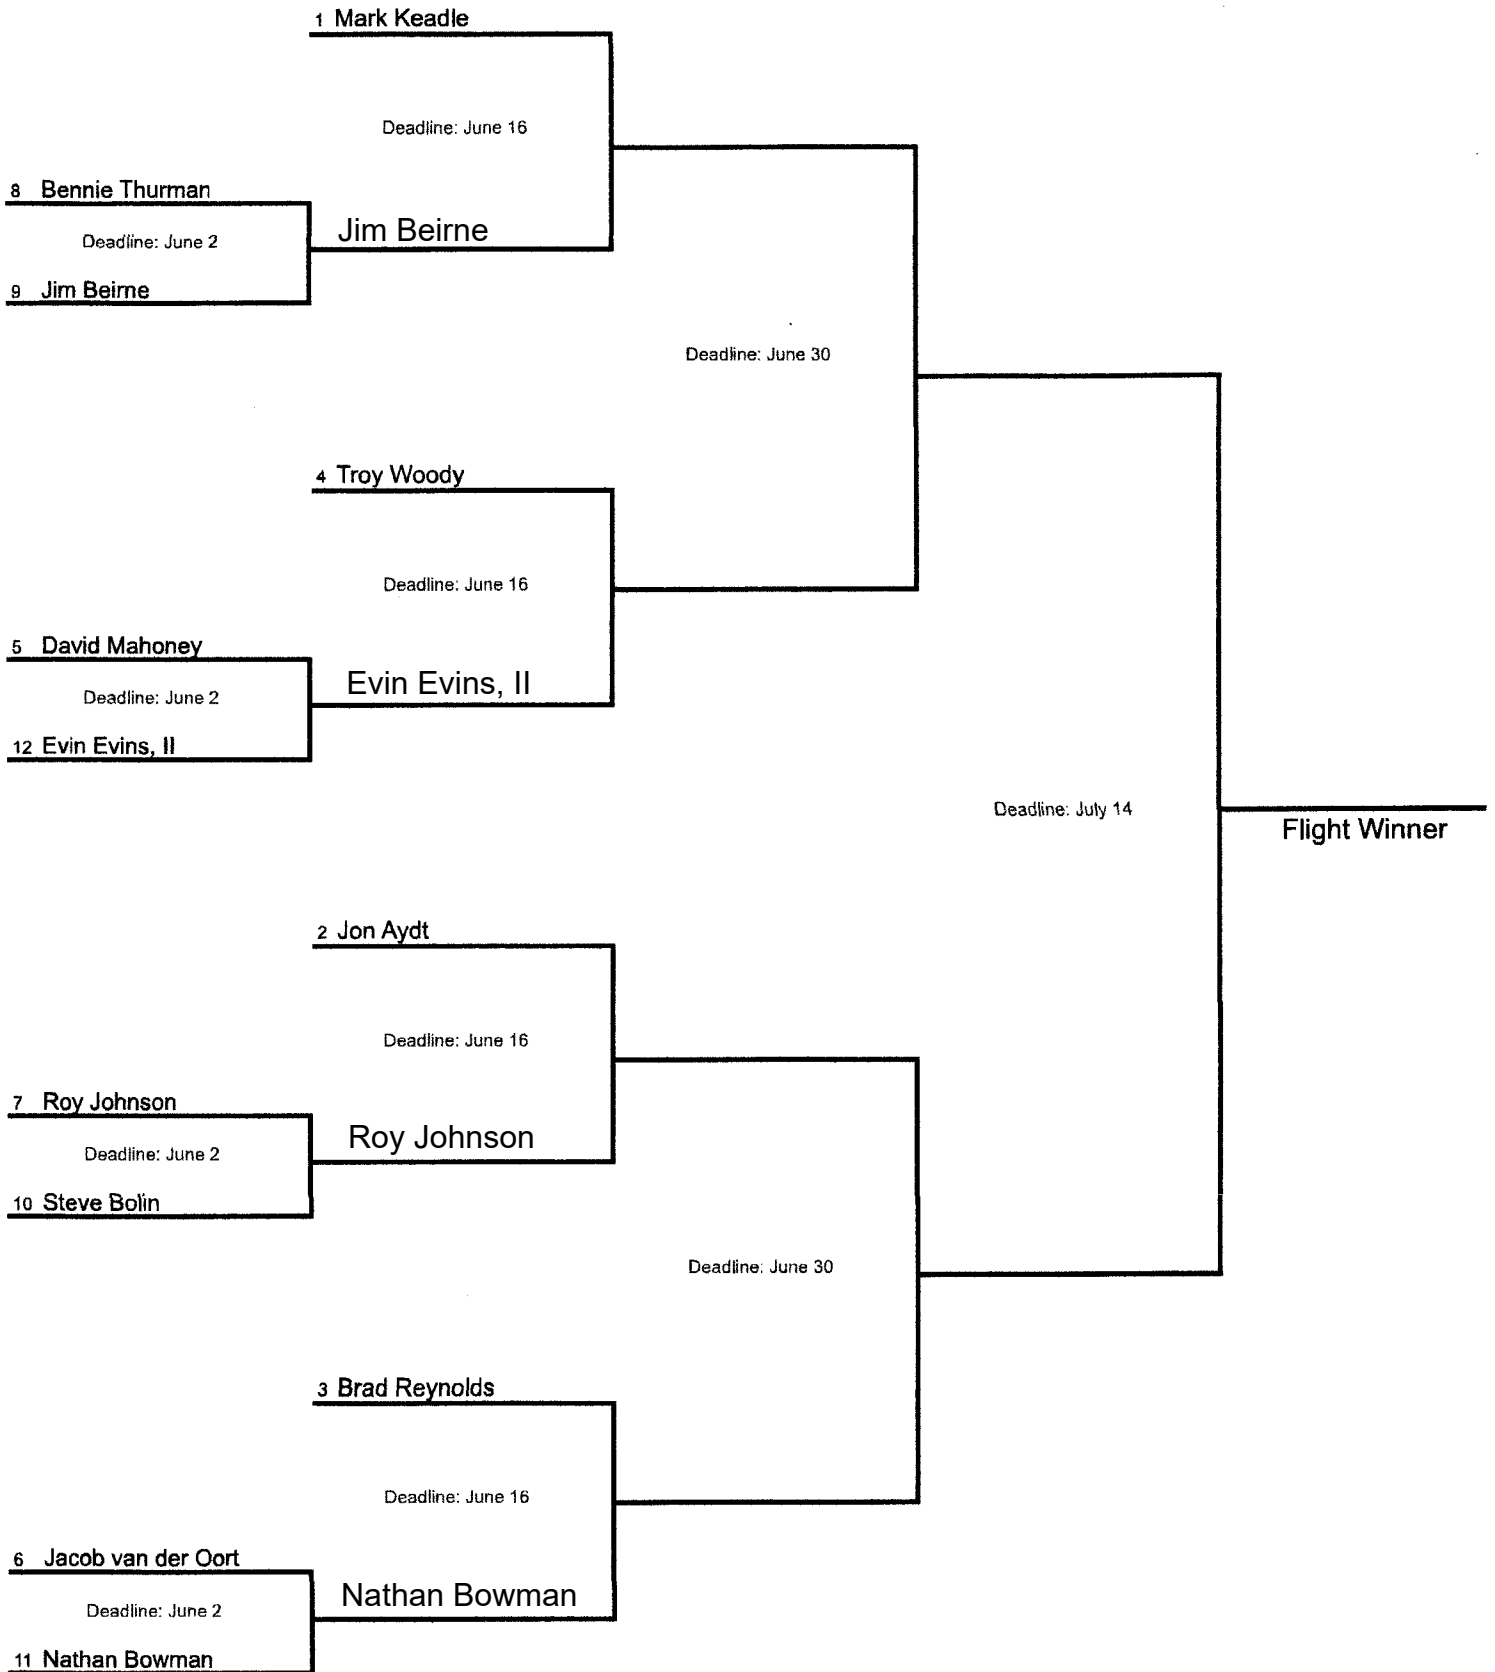 1 Mark Keadle
Deadline: June 16
8 Bennie Thurman
Deadline: June 2
Jim Beirne
9 Jim Beirne
Deadline: June 30
4 Troy Woody
Deadline: June 16
5 David Mahoney
Deadline: June 2
Evin Evins, II
12 Evin Evins, II
Deadline: July 14
Flight Winner
2 Jon Aydt
Deadline: June 16
7 Roy Johnson
Deadline: June 2
Roy Johnson
10 Steve Bolin
Deadline: June 30
3 Brad Reynolds
Deadline: June 16
6 Jacob van der Oort
Deadline: June 2
Nathan Bowman
11 Nathan Bowman